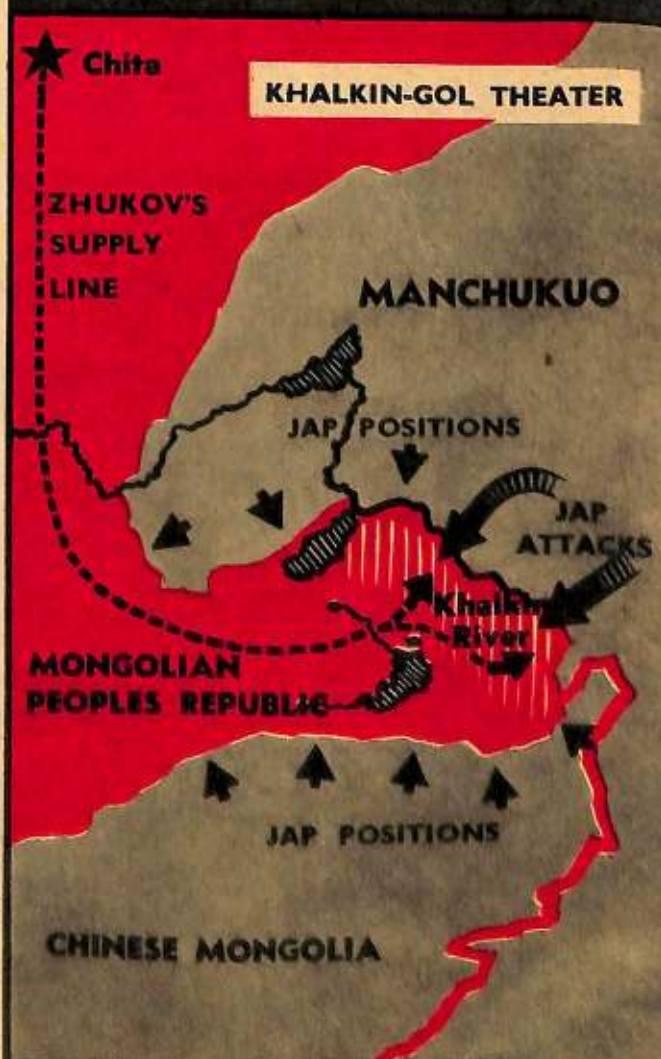 Chita
KHALKIN-GOL THEATER
ZHUKOV'S
SUPPLY
LINE
MANCHUKUO
JAP POSITIONS
JAP
ATTACKS
Khalkin
River
MONGOLIAN
PEOPLES REPUBLIC
JAP POSITIONS
CHINESE MONGOLIA